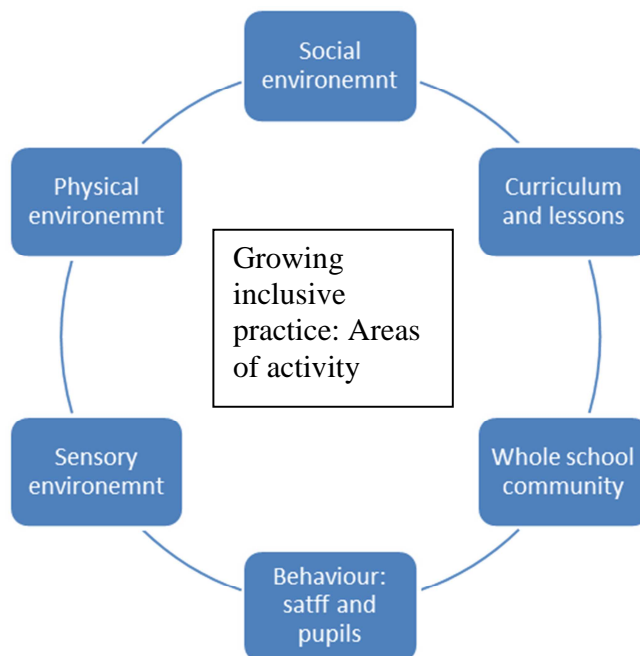 Social
environemnt
Physical
environemnt
Curriculum
and lessons
Growing
inclusive
practice: Areas
of activity
Sensory
environemnt
Whole school
community
Behaviour:
satff and
pupils